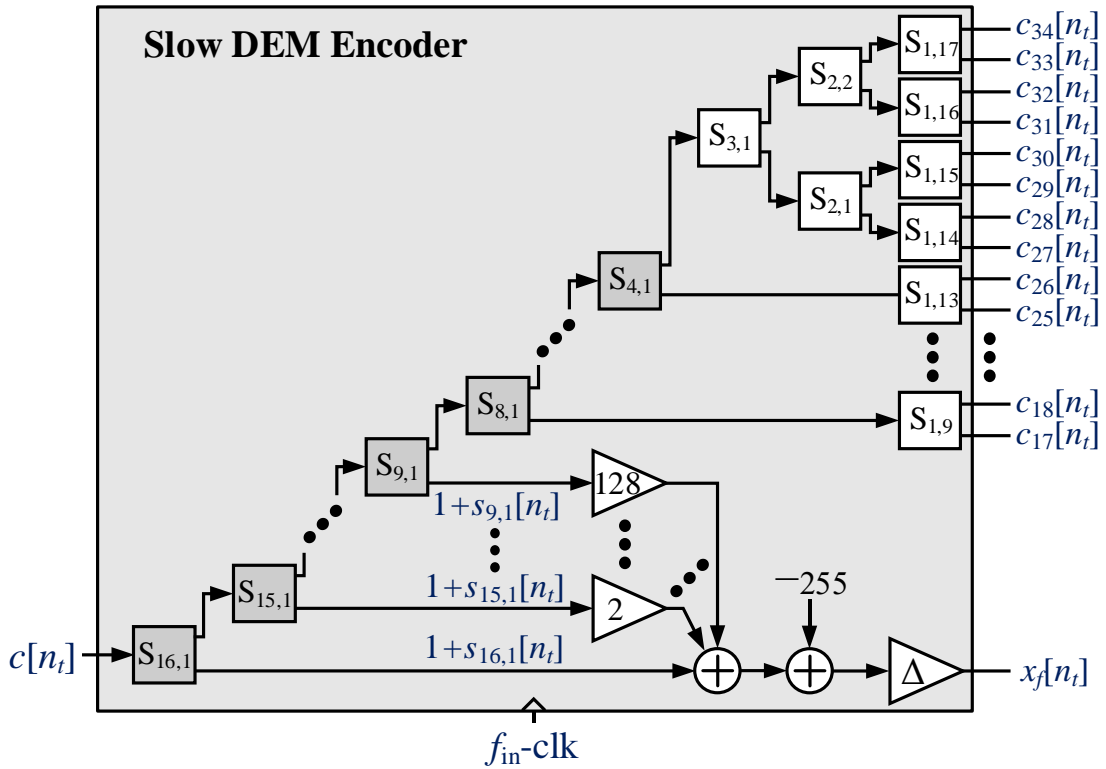 Slow DEM Encoder
S1,17
c34[nt]
c33[nt]
S2,2
S1,16
c32[nt]
c31[nt]
S3,1
S1,15
c30[nt]
c29[nt]
S2,1
S1,14
c28[nt]
c27[nt]
S4,1
S1,13
c26[nt]
c25[nt]
S8,1
S1,9
c18[nt]
c17[nt]
S9,1
128
1+s9,1[nt]
S15,1
1+s15,1[nt]
2
−255
c[nt]
S16,1
1+s16,1[nt]
+
+
Δ
xf[nt]
fin-clk